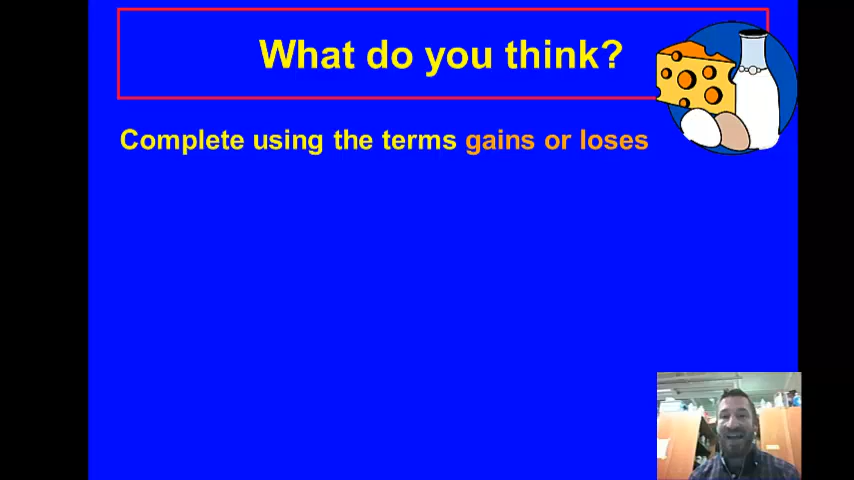 What do you think?
Complete using the terms gains or loses